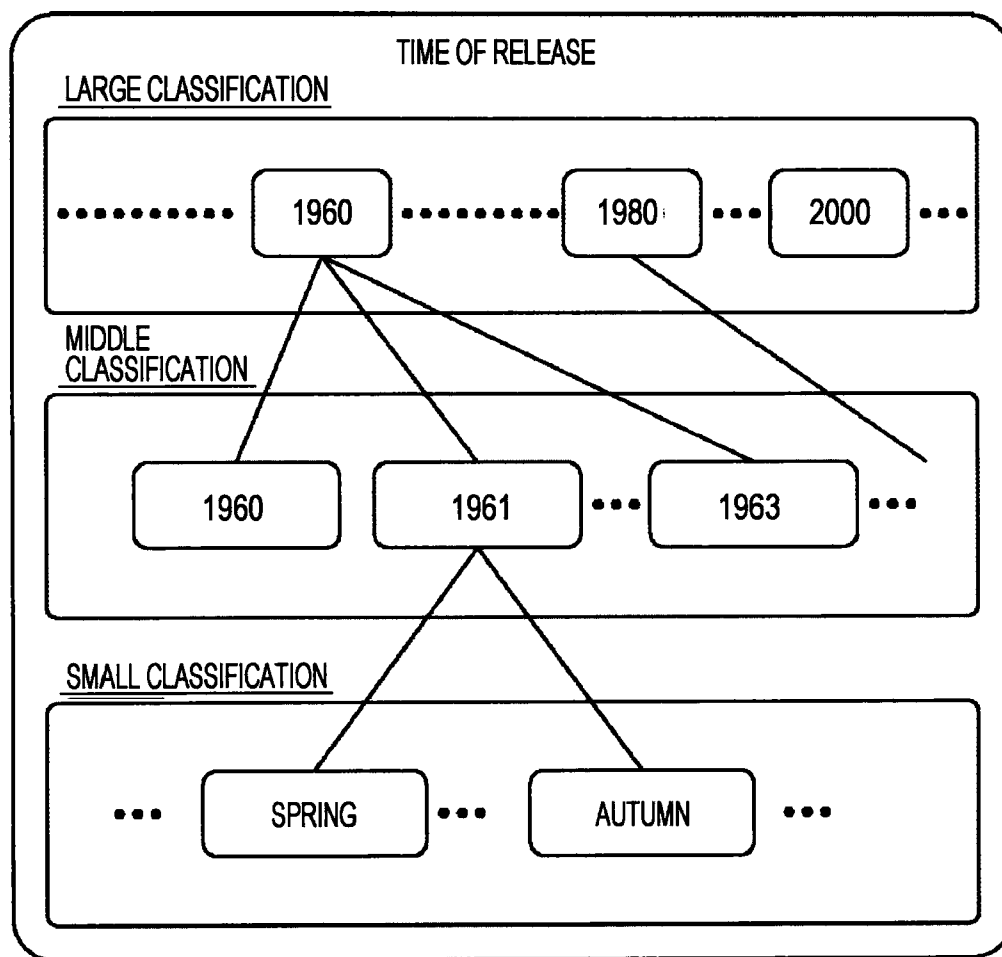 TIME OF RELEASE
LARGE CLASSIFICATION
1960
1980
2000
MIDDLE
CLASSIFICATION
1960
1961
1963
SMALL CLASSIFICATION
SPRING
AUTUMN